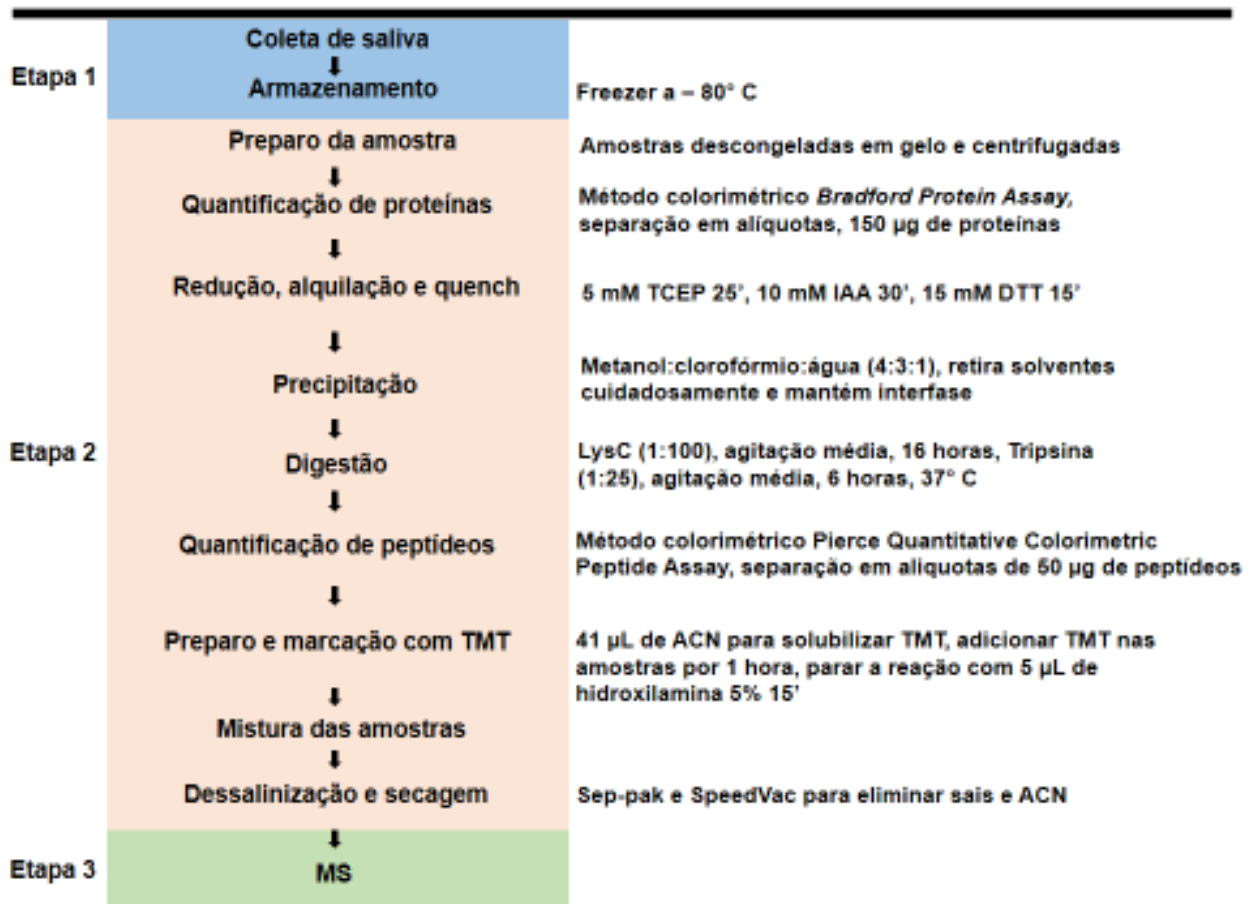 Coleta de saliva
⬇
Etapa 1
Armazenamento
Freezer a – 80° C
⬇
Preparo da amostra
Amostras descongeladas em gelo e centrifugadas
⬇
Quantificação de proteínas
Método colorimétrico Bradford Protein Assay,
separação em alíquotas, 150 µg de proteínas
⬇
Redução, alquilação e quench
5 mM TCEP 25’, 10 mM IAA 30’, 15 mM DTT 15’
⬇
Precipitação
Metanol:clorofórmio:água (4:3:1), retira solventes
cuidadosamente e mantém interfase
⬇
Etapa 2
Digestão
LysC (1:100), agitação média, 16 horas, Tripsina
(1:25), agitação média, 6 horas, 37° C
⬇
Quantificação de peptídeos
Método colorimétrico Pierce Quantitative Colorimetric
Peptide Assay, separação em aliquotas de 50 µg de peptídeos
⬇
Preparo e marcação com TMT
41 µL de ACN para solubilizar TMT, adicionar TMT nas
amostras por 1 hora, parar a reação com 5 µL de
hidroxilamina 5% 15’
⬇
Mistura das amostras
⬇
Dessalinização e secagem
Sep-pak e SpeedVac para eliminar sais e ACN
⬇
Etapa 3
MS